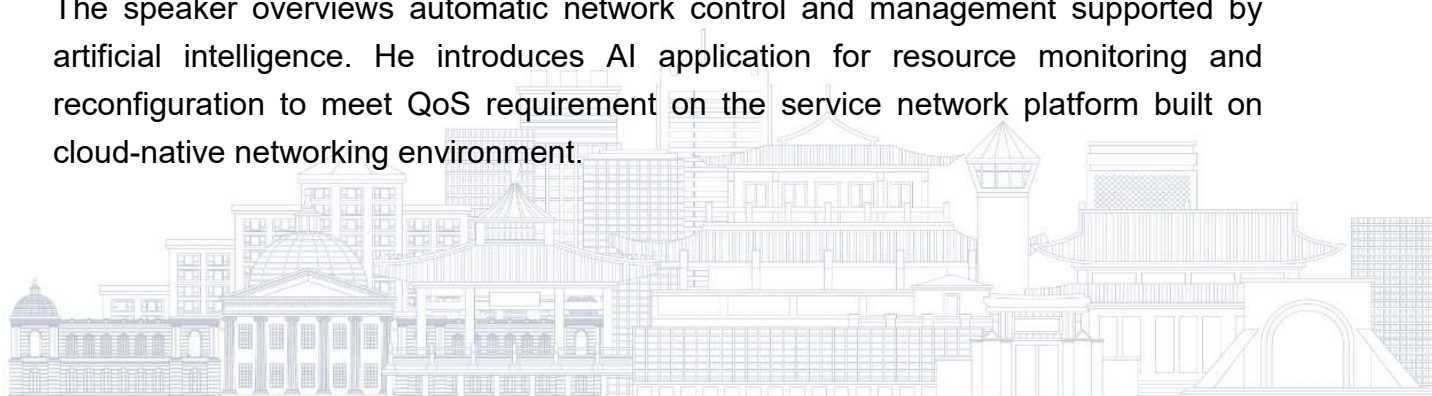 The speaker overviews automatic network control and management supported by
artificial intelligence. He introduces AI application for resource monitoring and
reconfiguration to meet QoS requirement on the service network platform built on
cloud-native networking environment.